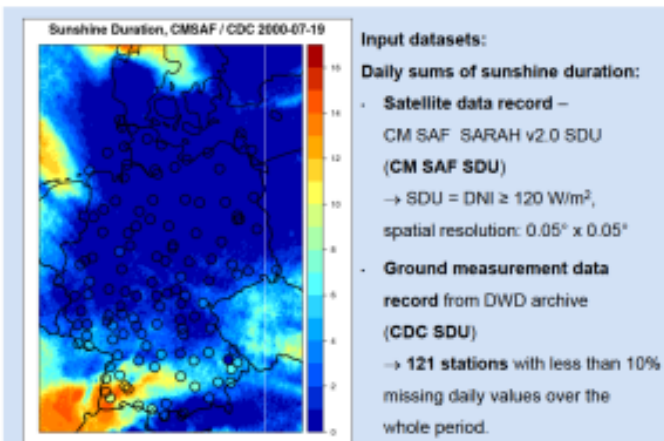 Sunshine Duration, CMSAF / CDC 2000-07-19
16
14
12
10
8
6
4
2
0
Input datasets:
Daily sums of sunshine duration:
· Satellite data record –
CM SAF SARAH v2.0 SDU
(CM SAF SDU)
→ SDU = DNI ≥ 120 W/m²,
spatial resolution: 0.05° x 0.05°
· Ground measurement data
record from DWD archive
(CDC SDU)
→ 121 stations with less than 10%
missing daily values over the
whole period.